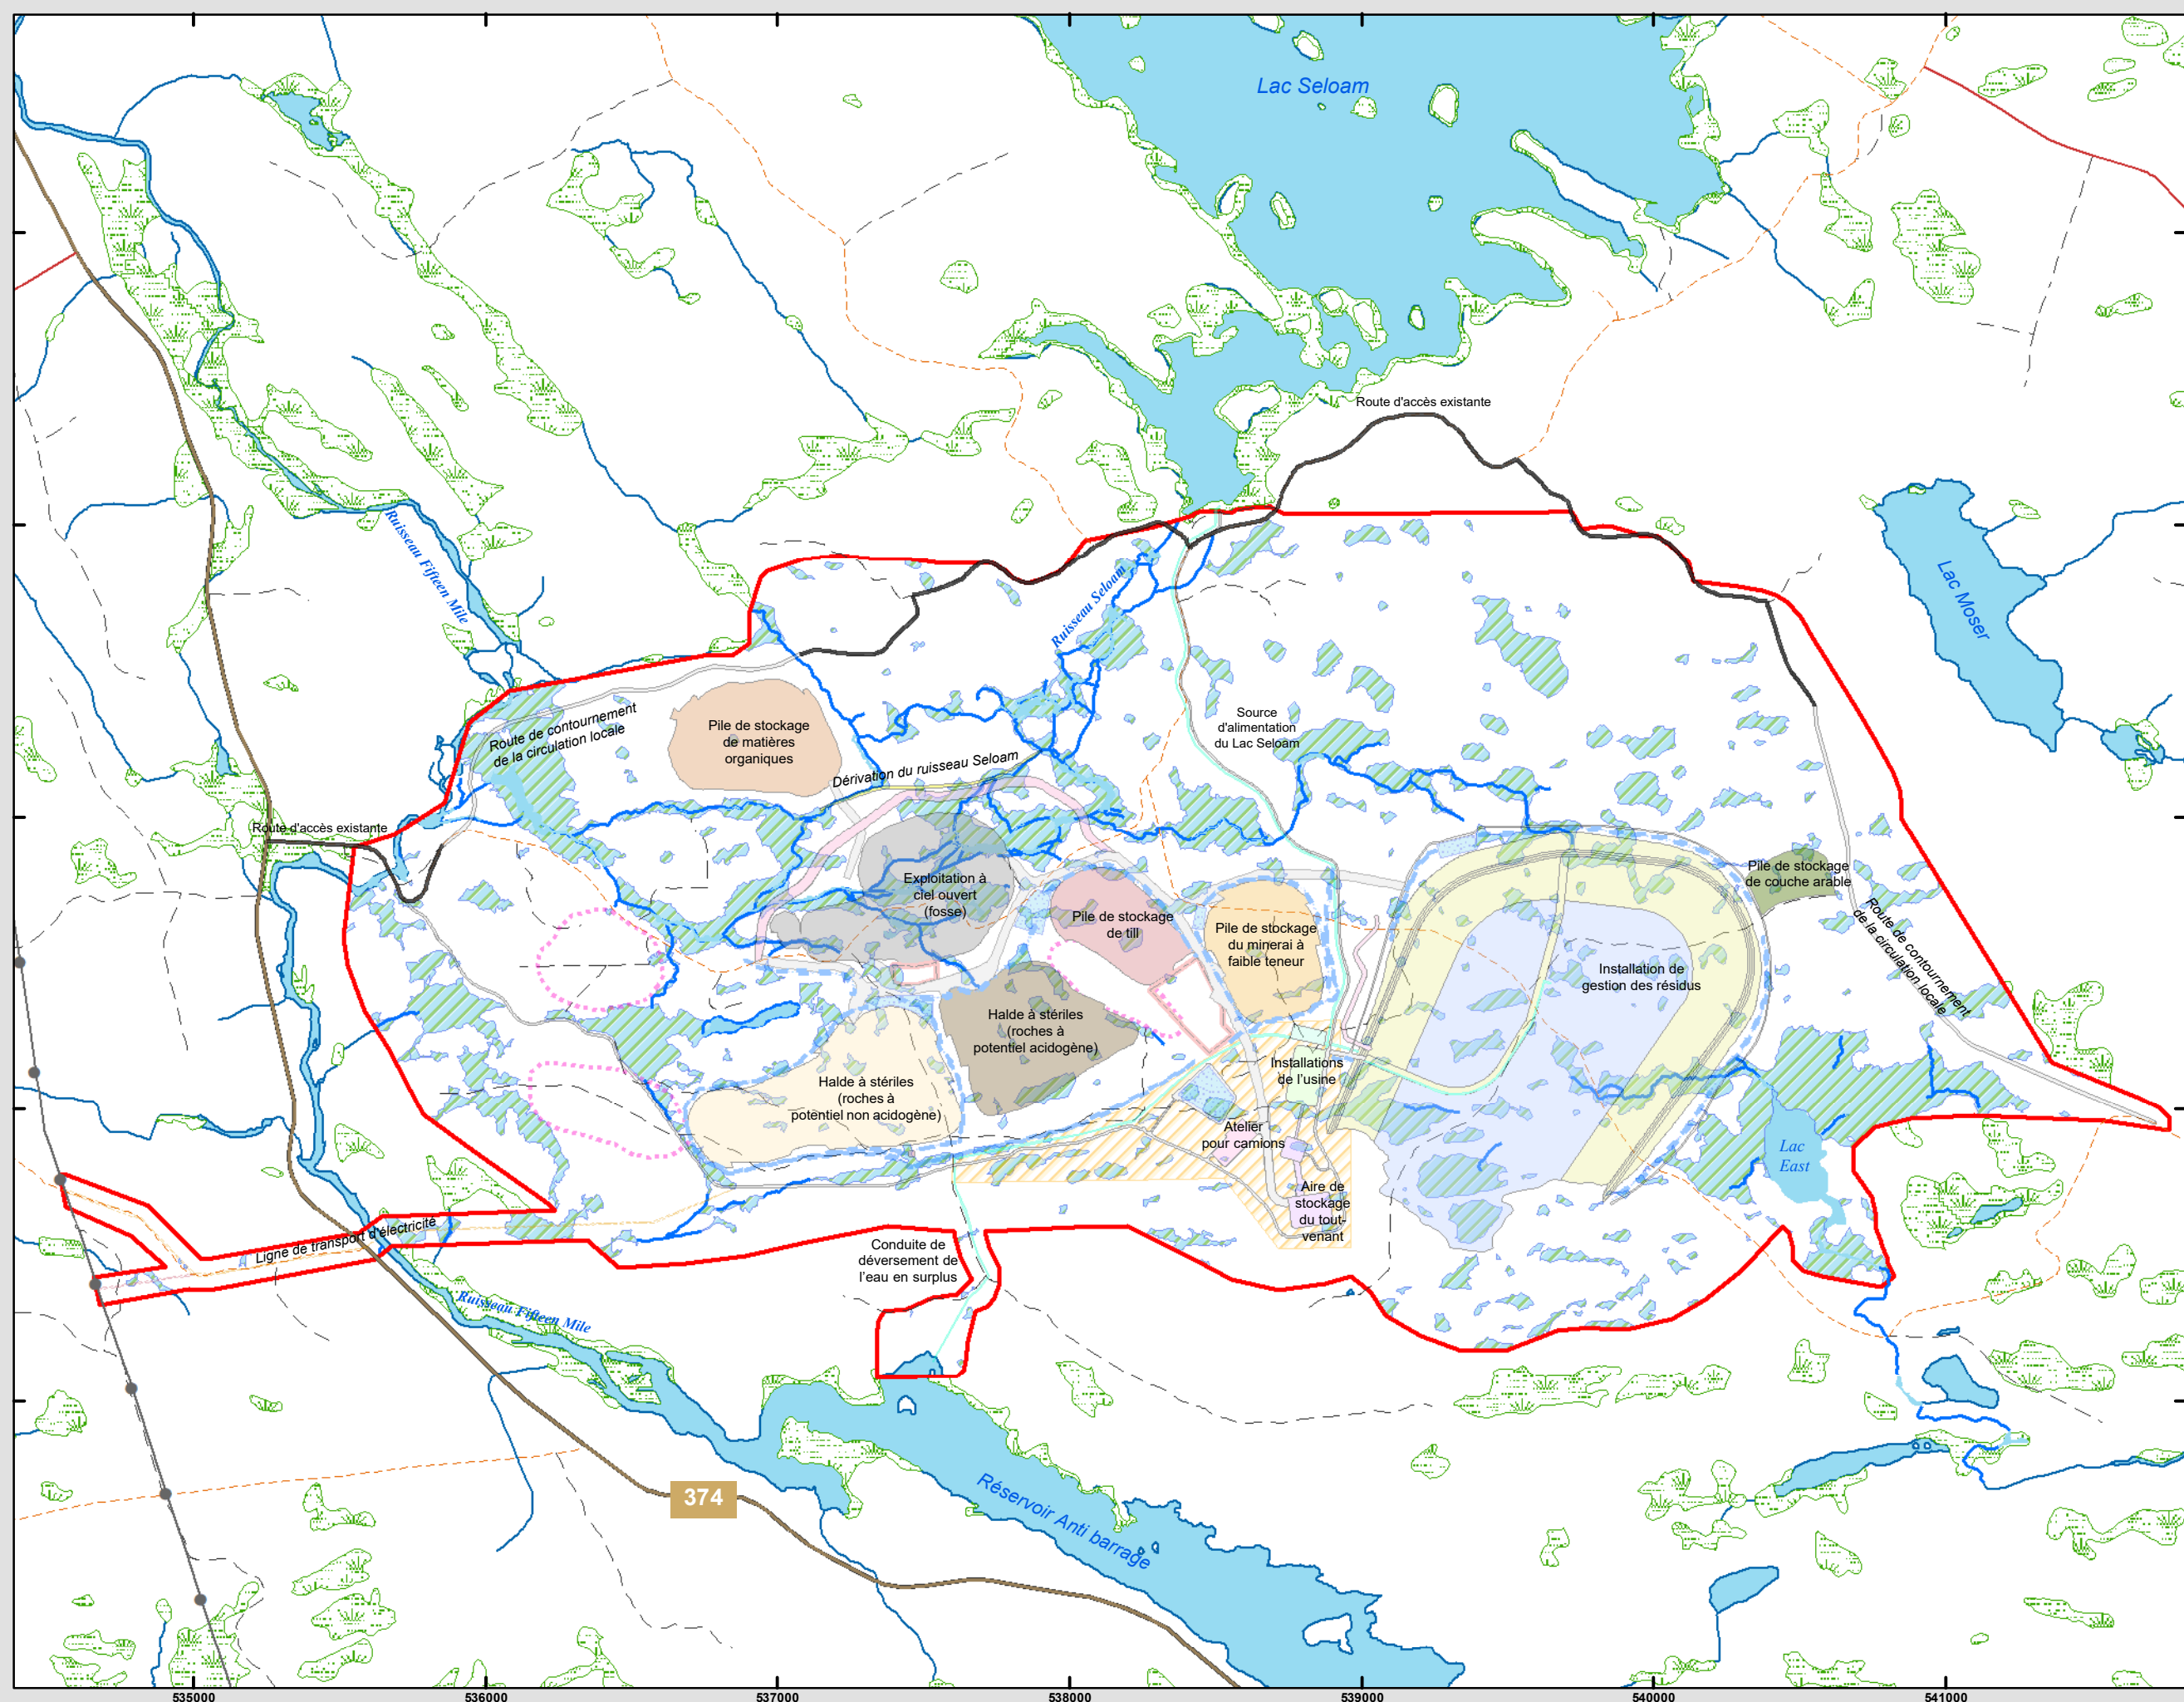 Lac Seloam
Route d'accès existante
Ruisseau Fifteen Mile
Lac Moser
Ruisseau Seloam
Route de contournement
de la circulation locale
Pile de stockage
de matières
organiques
Source
d'alimentation
du Lac Seloam
Dérivation du ruisseau Seloam
Route d'accès existante
Exploitation à
ciel ouvert
(fosse)
Pile de stockage
de till
Pile de stockage
du minerai à
faible teneur
Pile de stockage
de couche arable
Route de contournement
de la circulation locale
Installation de
gestion des résidus
Halde à stériles
(roches à
potentiel acidogène)
Halde à stériles
(roches à
potentiel non acidogène)
Installations
de l'usine
Atelier
pour camions
Lac
East
Aire de
stockage
du tout-
venant
Ligne de transport d'électricité
Conduite de
déversement de
l'eau en surplus
Ruisseau Fifteen Mile
374
Réservoir Anti barrage
535000
536000
537000
538000
539000
540000
541000